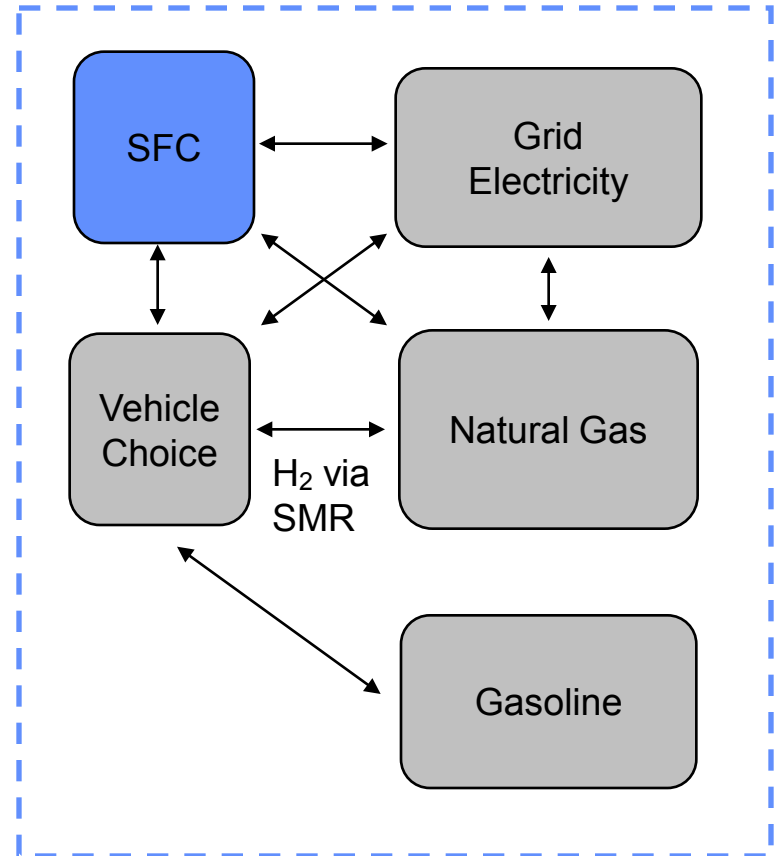 SFC
Grid
Electricity
Vehicle
Choice
Natural Gas
H₂ via
SMR
Gasoline